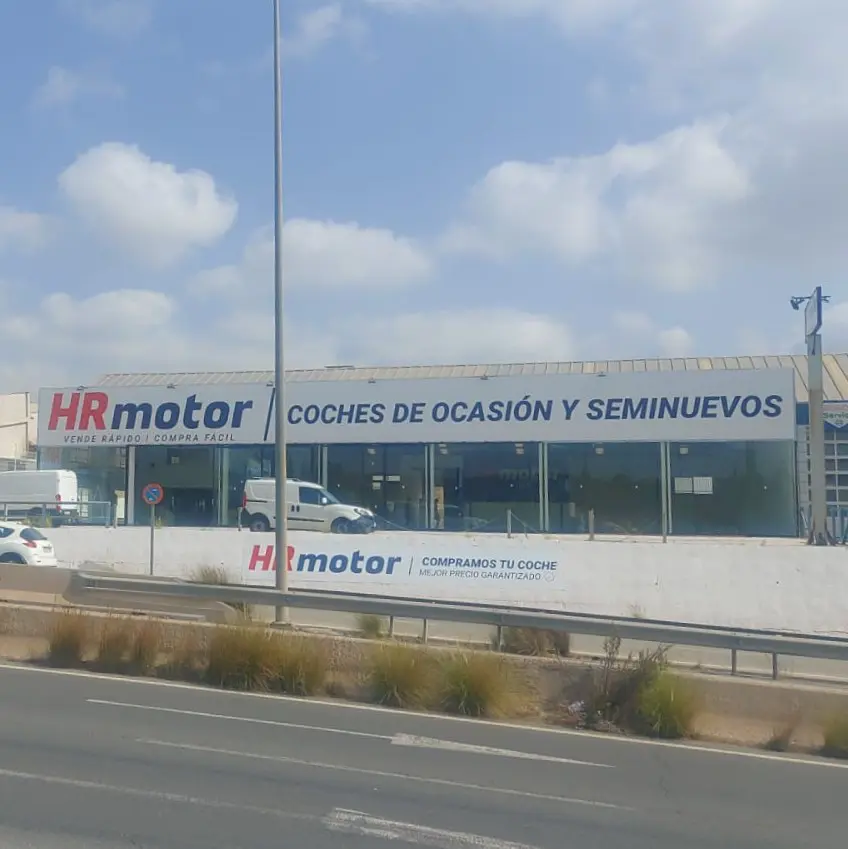 HRmotor
VENDE RÁPIDO | COMPRA FÁCIL
COCHES DE OCASIÓN Y SEMINUEVOS
HRmotor
COMPRAMOS TU COCHE
MEJOR PRECIO GARANTIZADO